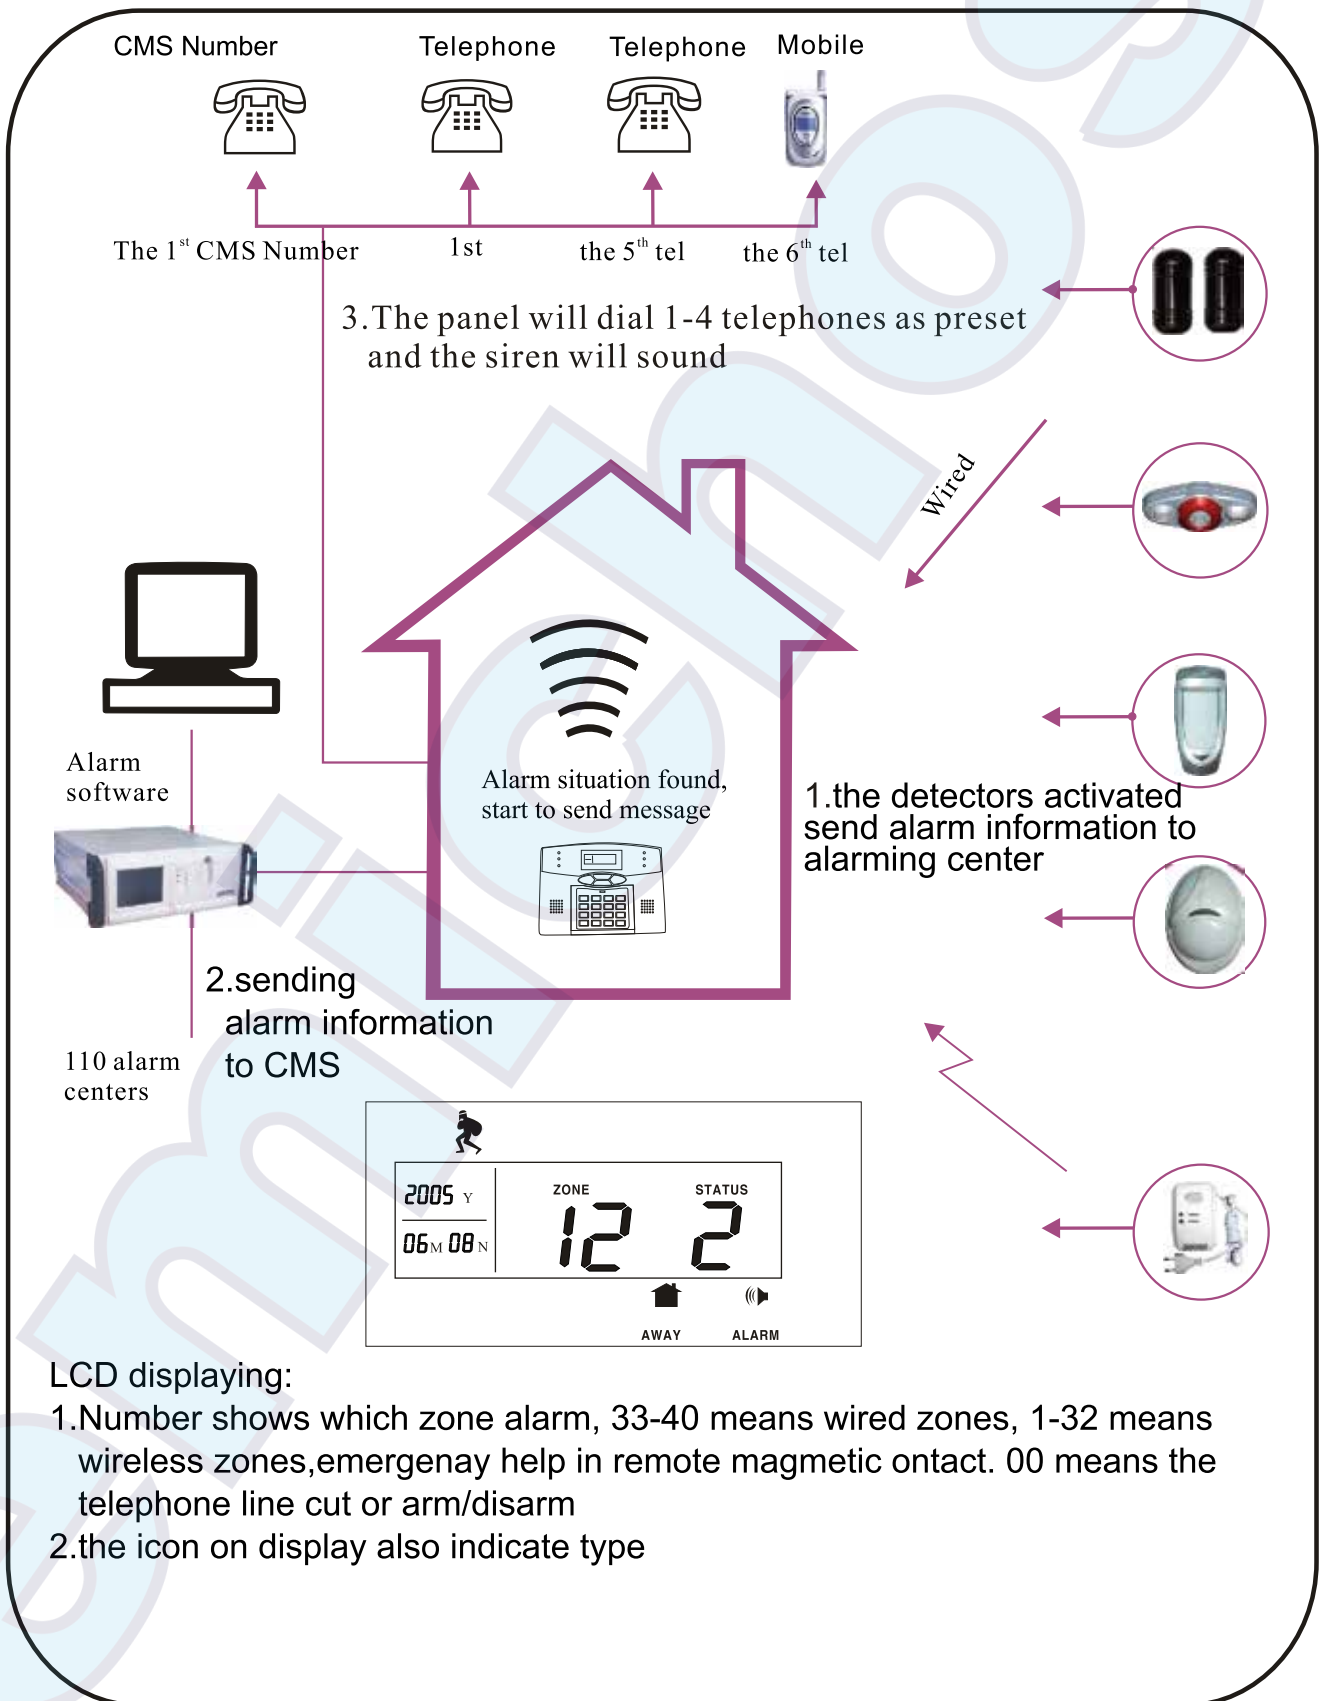 CMS Number
Telephone
Telephone
Mobile
The 1st CMS Number
1st
the 5th tel
the 6th tel
3.The panel will dial 1-4 telephones as preset
and the siren will sound
Wired
Alarm
software
Alarm situation found,
start to send message
1.the detectors activated
send alarm information to
alarming center
2.sending
alarm information
to CMS
110 alarm
centers
2005 Y
06M 08N
ZONE
12
STATUS
2
AWAY
ALARM
LCD displaying:
1.Number shows which zone alarm, 33-40 means wired zones, 1-32 means
wireless zones,emergenay help in remote magmetic ontact. 00 means the
telephone line cut or arm/disarm
2.the icon on display also indicate type